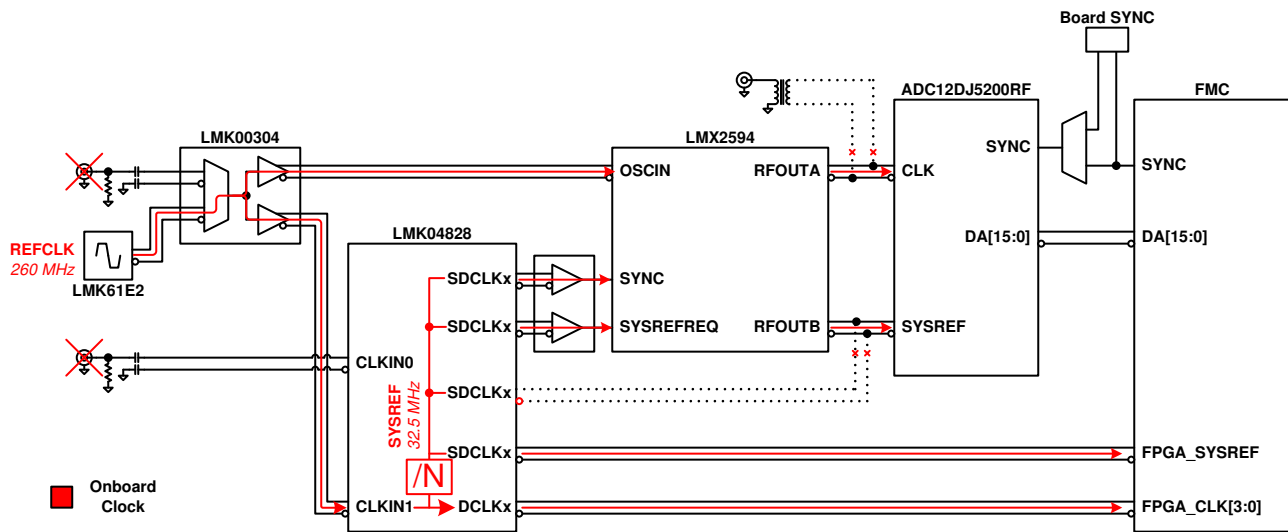 Board SYNC
ADC12DJ5200RF
FMC
LMK00304
LMX2594
SYNC
SYNC
OSCIN
RFOUTA
CLK
REFCLK
260 MHz
LMK61E2
DA[15:0]
DA[15:0]
LMK04828
SDCLKx
SYNC
SDCLKx
SYSREFREQ
RFOUTB
SYSREF
CLKIN0
SDCLKx
SYSREF
32.5 MHz
SDCLKx
FPGA_SYSREF
/N
Onboard
Clock
CLKIN1
DCLKx
FPGA_CLK[3:0]